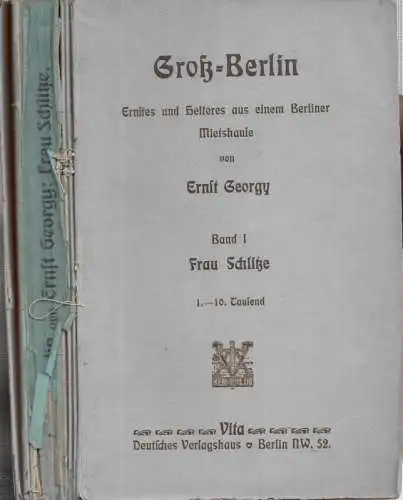 Groß-Berlin
Ernstes und Heiteres aus einem Berliner
Mietshause
von
Ernst Georgy
Band I
Frau Schlitze
1.—10. Tausend
Vita
Deutsches Verlagshaus Berlin NW. 52.
von Ernst Georgy: Frau Schlitze.